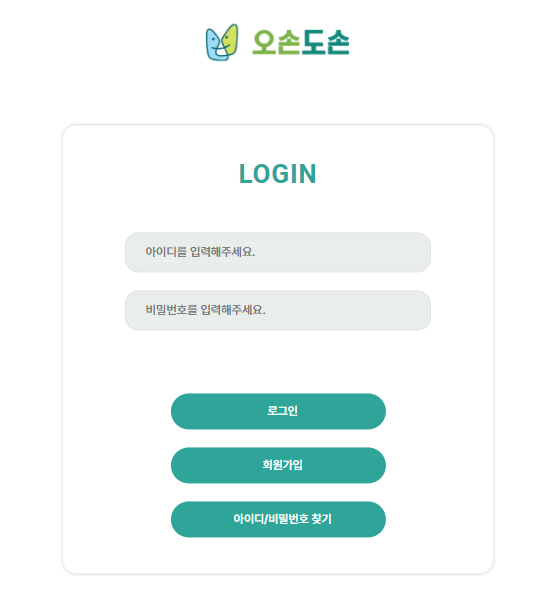 오손도손
LOGIN
아이디를 입력해주세요.
비밀번호를 입력해주세요.
로그인
회원가입
아이디/비밀번호 찾기